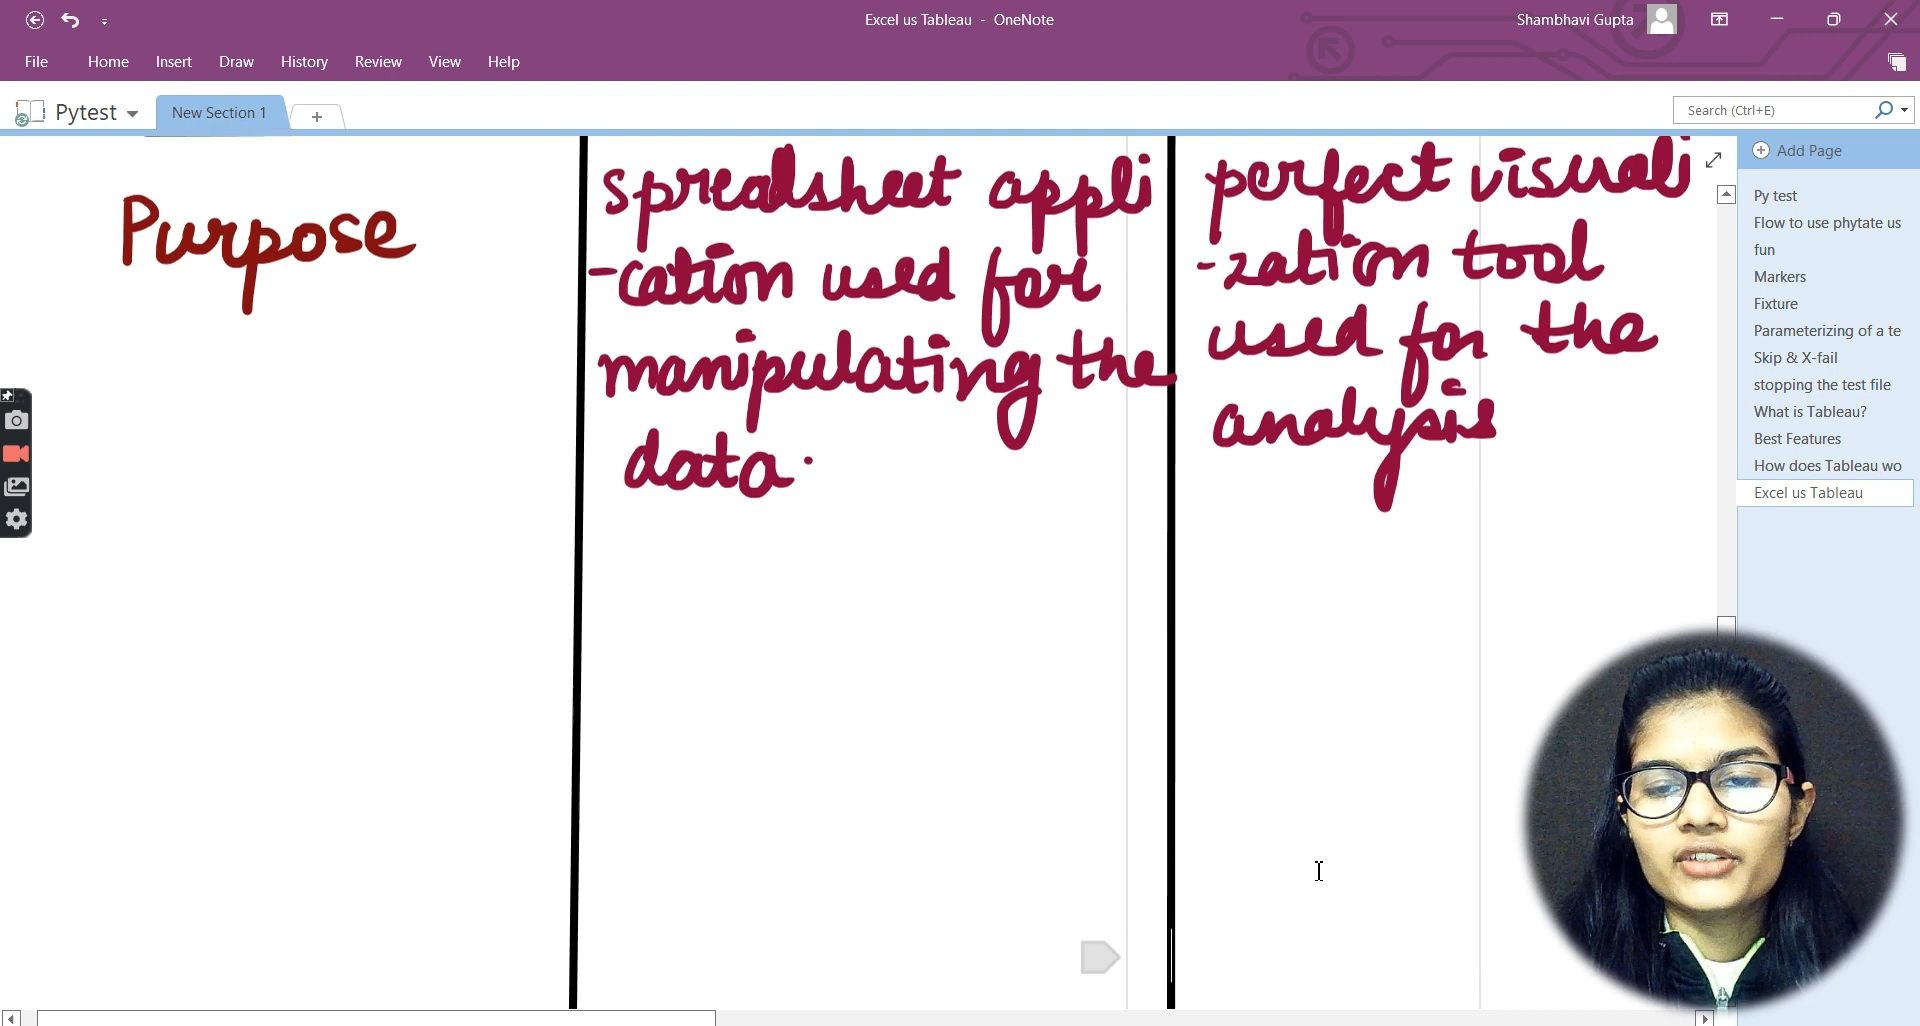 Excel us Tableau - OneNote
Shambhavi Gupta
File Home Insert Draw History Review View Help
Pytest
New Section 1
+
Search (Ctrl+E)
Add Page
Py test
Flow to use phytate us
fun
Markers
Fixture
Parameterizing of a te
Skip & X-fail
stopping the test file
What is Tableau?
Best Features
How does Tableau wo
Excel us Tableau
Purpose
spreadsheet appli
-cation used for
manipulating the
data.
perfect visuali
-zation tool
used for the
analysis